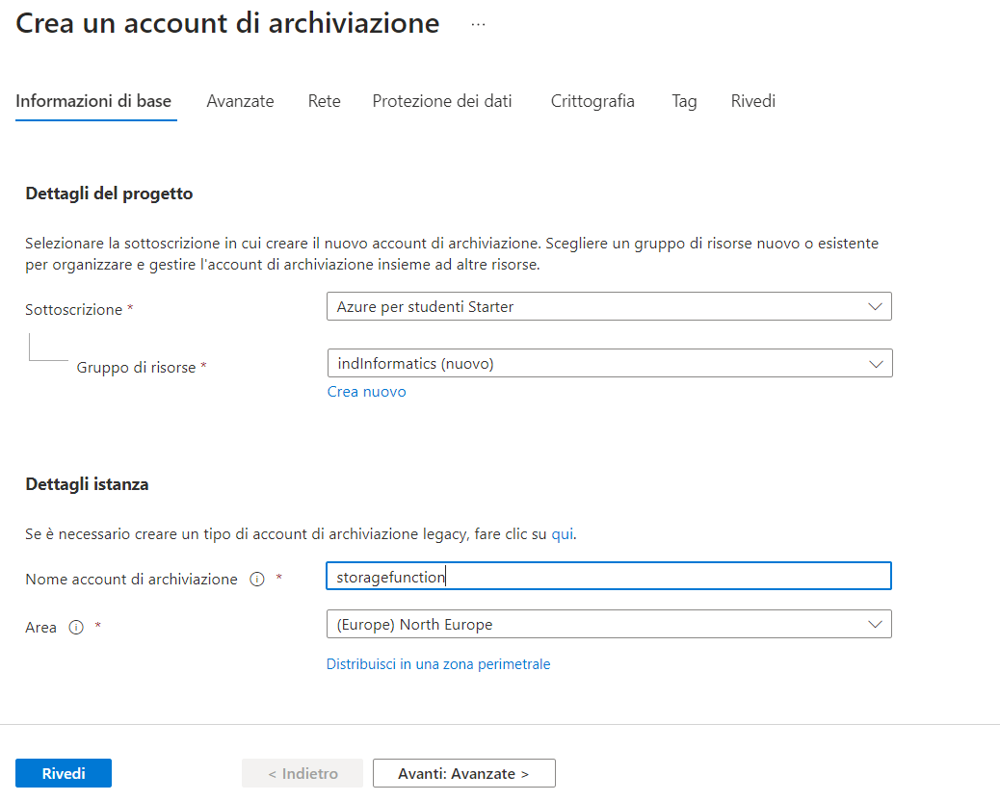 Crea un account di archiviazione ...
Informazioni di base Avanzate Rete Protezione dei dati Crittografia Tag Rivedi
Dettagli del progetto
Selezionare la sottoscrizione in cui creare il nuovo account di archiviazione. Scegliere un gruppo di risorse nuovo o esistente
per organizzare e gestire l'account di archiviazione insieme ad altre risorse.
Sottoscrizione * Azure per studenti Starter
Gruppo di risorse * indInformatics (nuovo)
Crea nuovo
Dettagli istanza
Se è necessario creare un tipo di account di archiviazione legacy, fare clic su qui.
Nome account di archiviazione * storagefunction
Area * (Europe) North Europe
Distribuisci in una zona perimetrale
Rivedi < Indietro Avanti: Avanzate >